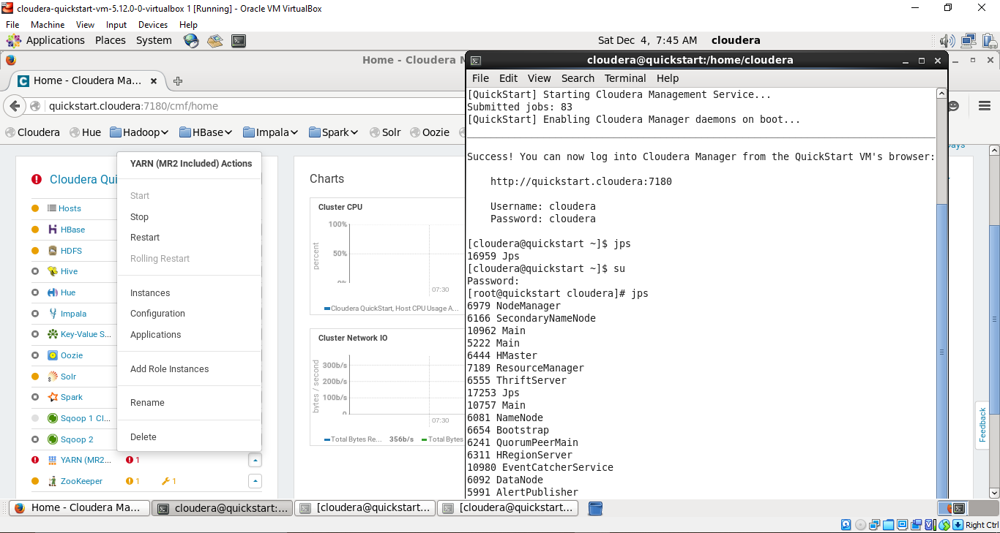 cloudera-quickstart-vm-5.12.0-0-virtualbox 1 [Running] - Oracle VM VirtualBox
File Machine View Input Devices Help
Applications Places System
Sat Dec 4, 7:45 AM cloudera
Home - Cloudera M
Home - Cloudera Ma...
quickstart.cloudera:7180/cmf/home
Cloudera Hue Hadoop HBase Impala Spark Solr Oozie
YARN (MR2 Included) Actions
Start
Stop
Restart
Rolling Restart
Instances
Configuration
Applications
Add Role Instances
Rename
Delete
Cloudera Qui
Hosts
HBase
HDFS
Hive
Hue
Impala
Key-Value S...
Oozie
Solr
Spark
Sqoop 1 Cl...
Sqoop 2
YARN (MR2... 1
ZooKeeper 1 1
Charts
Cluster CPU
percent
100%
50%
0%
07:30
Cloudera QuickStart, Host CPU Usage A...
Cluster Network IO
bytes / second
300b/s
200b/s
100b/s
0
07:30
Total Bytes Re... 356b/s Total Bytes
cloudera@quickstart:/home/cloudera
File Edit View Search Terminal Help
[QuickStart] Starting Cloudera Management Service...
Submitted jobs: 83
[QuickStart] Enabling Cloudera Manager daemons on boot...
Success! You can now log into Cloudera Manager from the QuickStart VM's browser:
http://quickstart.cloudera:7180
Username: cloudera
Password: cloudera
[cloudera@quickstart ~]$ jps
16959 Jps
[cloudera@quickstart ~]$ su
Password:
[root@quickstart cloudera]# jps
6979 NodeManager
6166 SecondaryNameNode
10962 Main
5222 Main
6444 HMaster
7189 ResourceManager
6555 ThriftServer
17253 Jps
10757 Main
6081 NameNode
6654 Bootstrap
6241 QuorumPeerMain
6311 HRegionServer
10980 EventCatcherService
6092 DataNode
5991 AlertPublisher
Feedback
Home - Cloudera Ma...
cloudera@quickstart:...
[cloudera@quickstart...
[cloudera@quickstart...
Right Ctrl